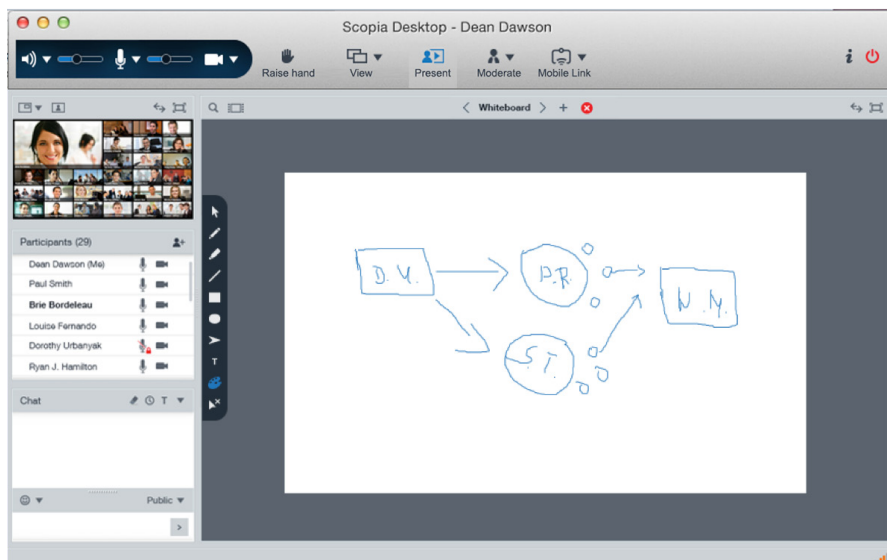 Scopia Desktop - Dean Dawson
Raise hand
View
Present
Moderate
Mobile Link
i
Whiteboard
Participants (29)
Dean Dawson (Me)
Paul Smith
Brie Bordeleau
Louise Fernando
Dorothy Urbanyak
Ryan J. Hamilton
Chat
T
Public
T
D.Y.
P.R.
N.Y.
S.T.